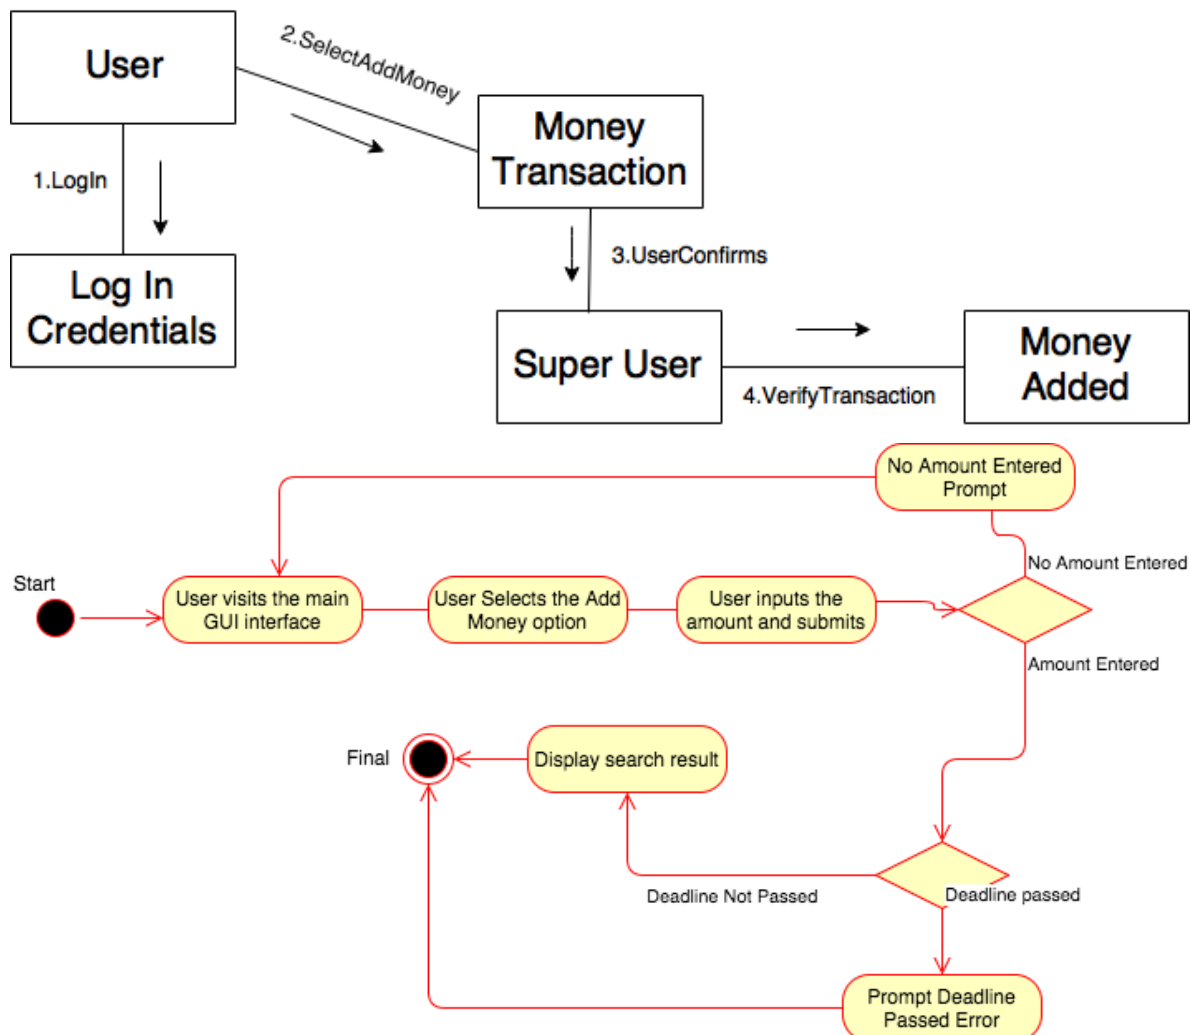 User
2.SelectAddMoney
Money
Transaction
1.LogIn
Log In
Credentials
3.UserConfirms
Super User
4.VerifyTransaction
Money
Added
No Amount Entered
Prompt
No Amount Entered
Start
User visits the main
GUI interface
User Selects the Add
Money option
User inputs the
amount and submits
Amount Entered
Final
Display search result
Deadline Not Passed
Deadline passed
Prompt Deadline
Passed Error